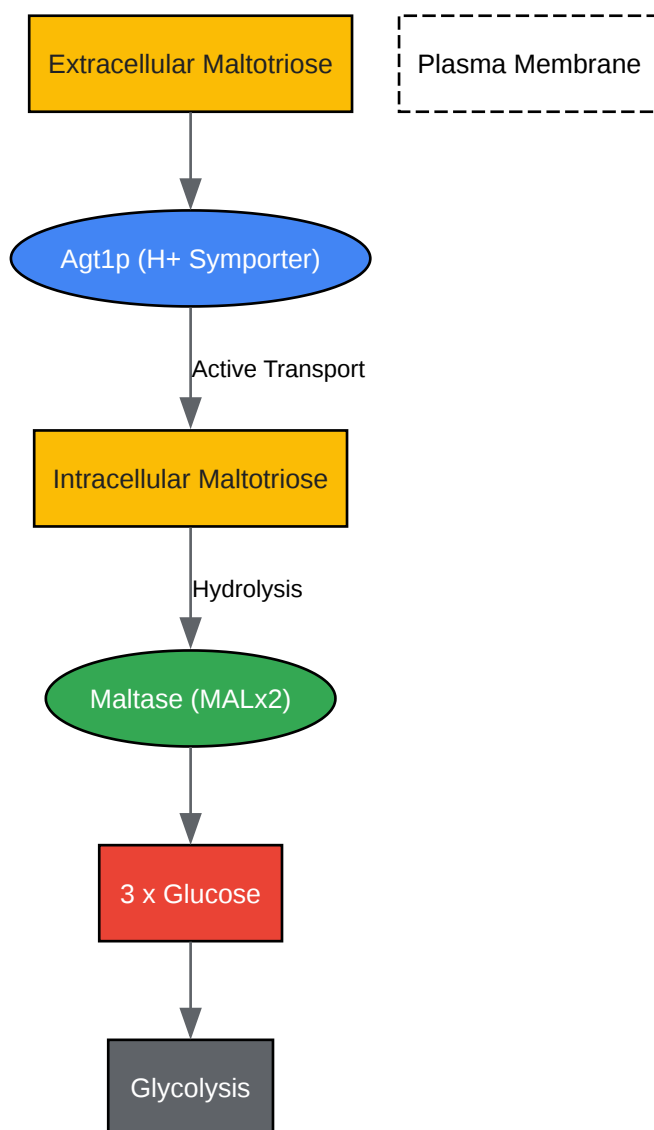 Extracellular Maltotriose
Plasma Membrane
Agt1p (H+ Symporter)
Active Transport
Intracellular Maltotriose
Hydrolysis
Maltase (MALx2)
3 x Glucose
Glycolysis